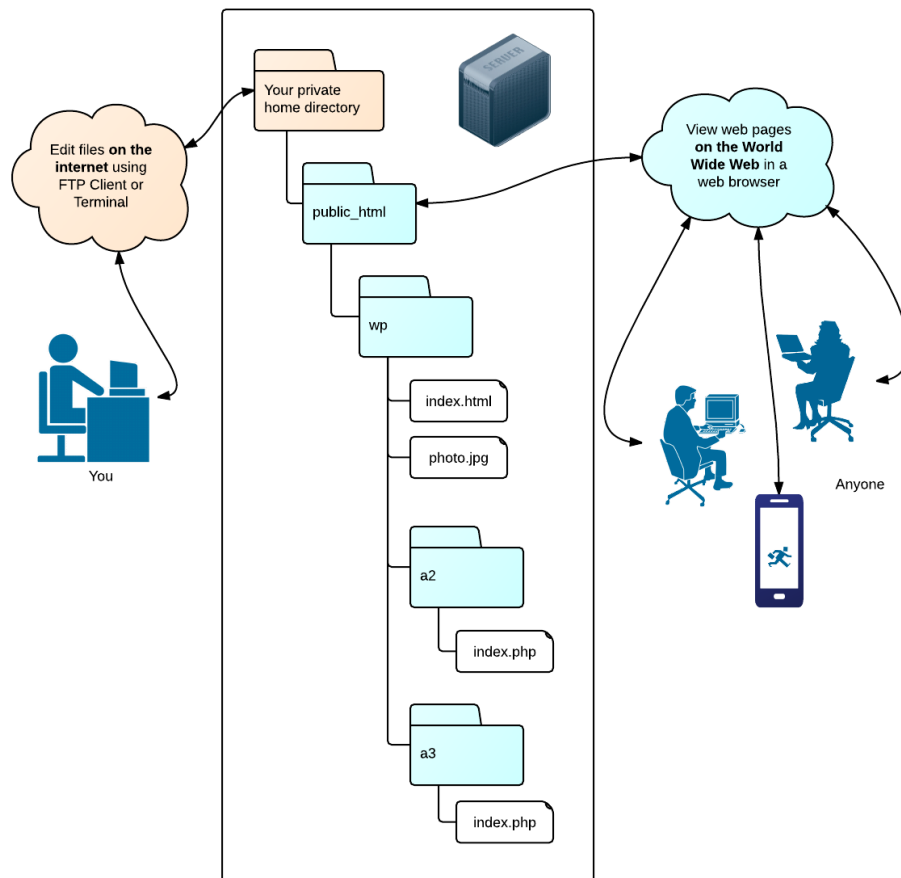 SERVER
Your private
home directory
Edit files on the
internet using
FTP Client or
Terminal
View web pages
on the World
Wide Web in a
web browser
public_html
wp
index.html
photo.jpg
You
Anyone
a2
index.php
a3
index.php